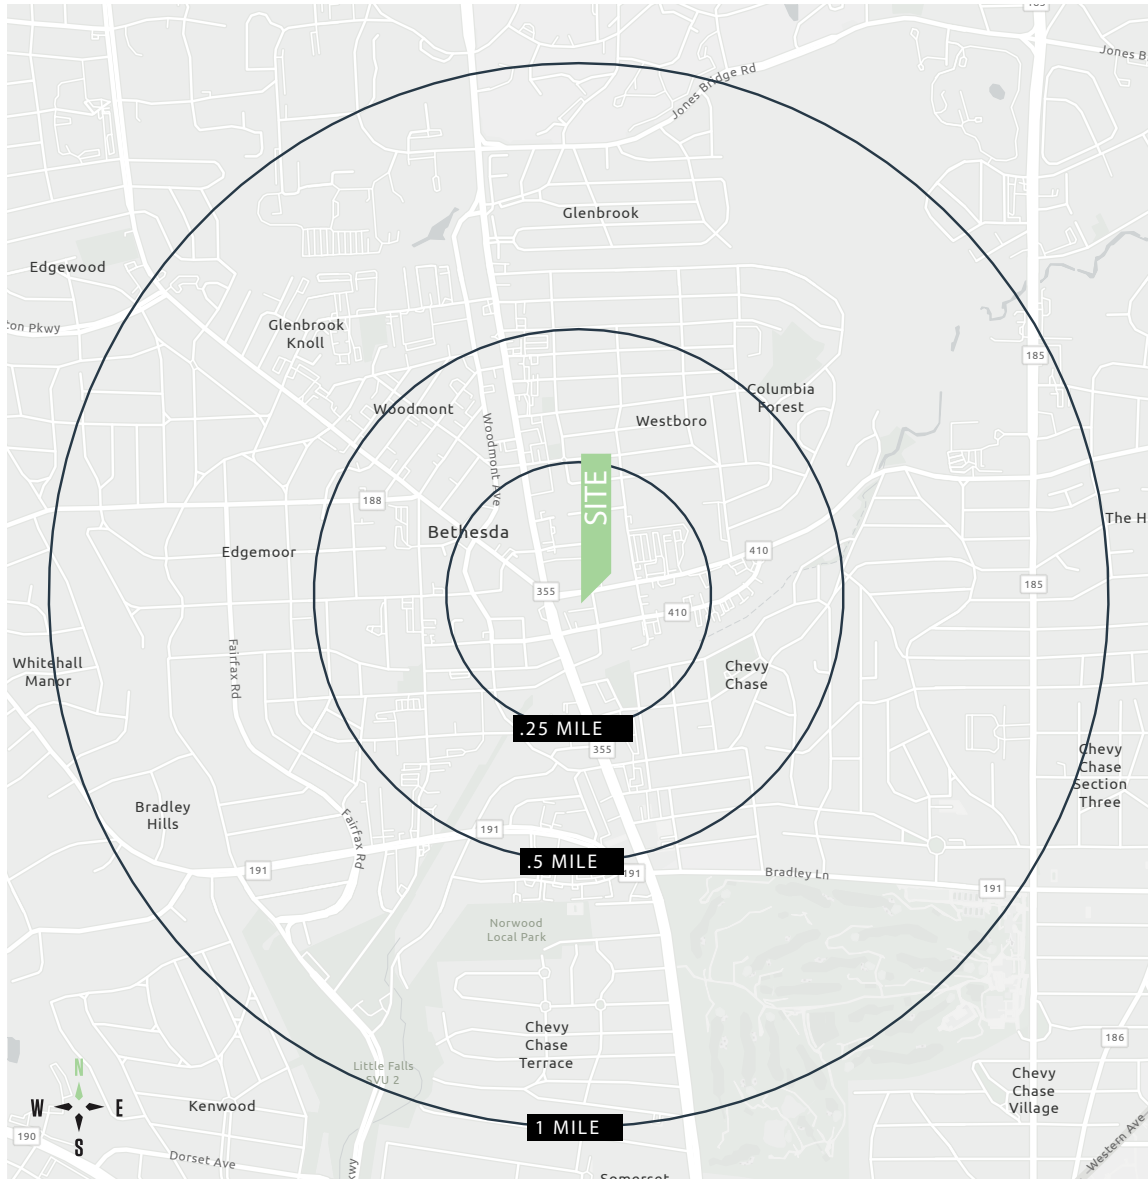 185
Jones B
Jones Bridge Rd
Glenbrook
Edgewood
ton Pkwy
Glenbrook
Knoll
185
Columbia
Forest
Woodmont
Westboro
Woodmont Ave
SITE
188
Bethesda
The H
Edgemoor
410
355
185
410
Whitehall
Manor
Fairfax Rd
Chevy
Chase
.25 MILE
355
Chevy
Chase
Section
Three
Bradley
Hills
Fairfax Rd
191
.5 MILE
191
191
Bradley Ln
191
Norwood
Local Park
Chevy
Chase
Terrace
186
Little Falls
SVU 2
N
W
E
S
Kenwood
Chevy
Chase
Village
1 MILE
190
Western Ave
Dorset Ave
kwy
Somerset